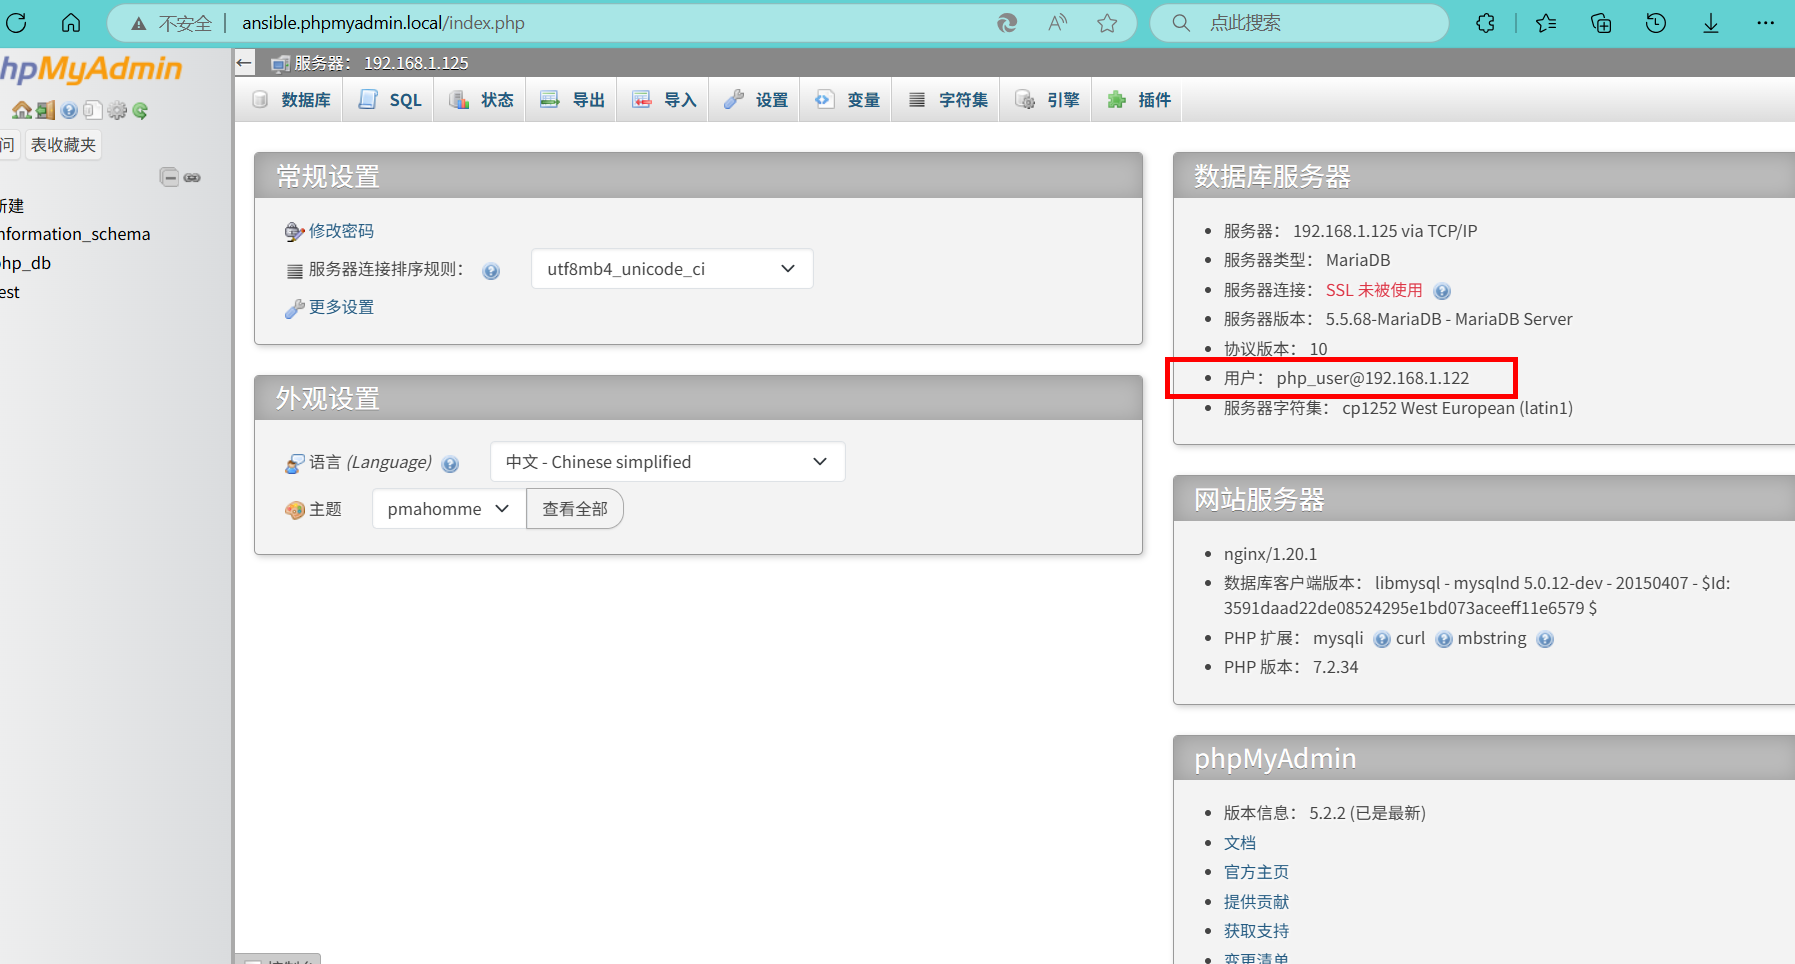 不安全 ansible.phpmyadmin.local/index.php 点此搜索
hpMyAdmin
服务器： 192.168.1.125
数据库 SQL 状态 导出 导入 设置 变量 字符集 引擎 插件
问 表收藏夹
新建
nformation_schema
php_db
est
常规设置
修改密码
服务器连接排序规则： utf8mb4_unicode_ci
更多设置
外观设置
语言 (Language) 中文 - Chinese simplified
主题 pmahomme 查看全部
数据库服务器
服务器： 192.168.1.125 via TCP/IP
服务器类型： MariaDB
服务器连接： SSL 未被使用
服务器版本： 5.5.68-MariaDB - MariaDB Server
协议版本： 10
用户： php_user@192.168.1.122
服务器字符集： cp1252 West European (latin1)
网站服务器
nginx/1.20.1
数据库客户端版本： libmysql - mysqlnd 5.0.12-dev - 20150407 - $Id:
3591daad22de08524295e1bd073aceeff11e6579 $
PHP 扩展： mysqli curl mbstring
PHP 版本： 7.2.34
phpMyAdmin
版本信息： 5.2.2 (已是最新)
文档
官方主页
提供贡献
获取支持
变更清单
控制台